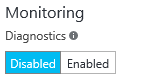 Monitoring
Diagnostics
Disabled Enabled